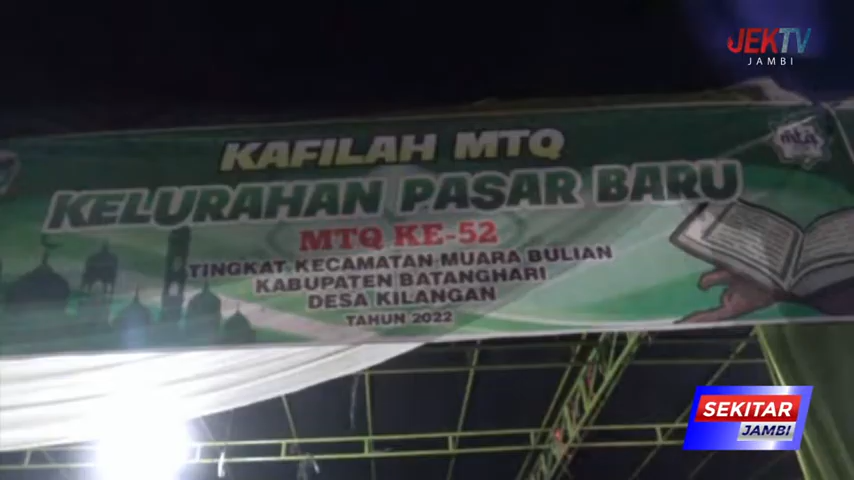 JEKTV
JAMBI
KAFILAH MTQ
mtq
KELURAHAN PASAR BARU
MTQ KE-52
TINGKAT KECAMATAN MUARA BULIAN
KABUPATEN BATANGHARI
DESA KILANGAN
TAHUN 2022
SEKITAR
JAMBI